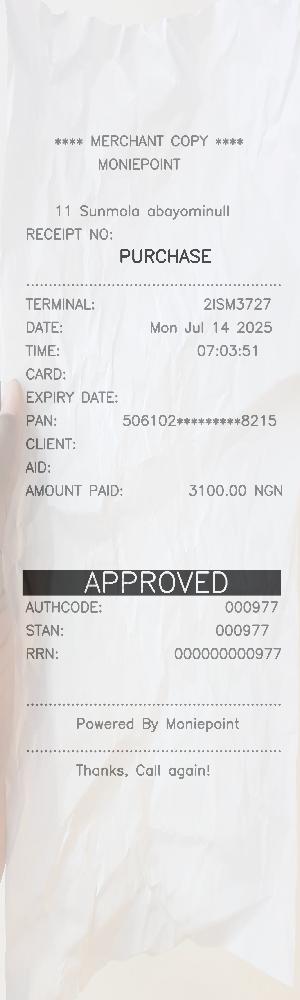 **** MERCHANT COPY ****
MONIEPOINT
11 Sunmola abayominull
RECEIPT NO:
PURCHASE
TERMINAL: 2ISM3727
DATE: Mon Jul 14 2025
TIME: 07:03:51
CARD:
EXPIRY DATE:
PAN: 506102*********8215
CLIENT:
AID:
AMOUNT PAID: 3100.00 NGN
APPROVED
AUTHCODE: 000977
STAN: 000977
RRN: 000000000977
Powered By Moniepoint
Thanks, Call again!